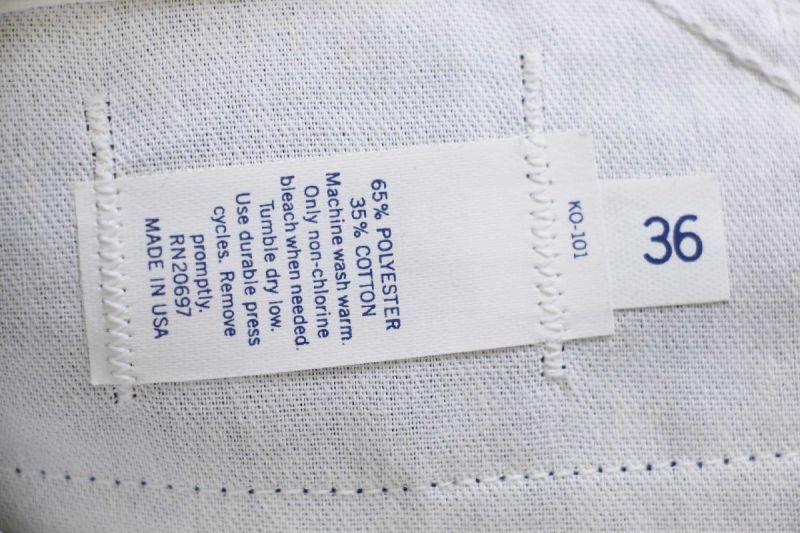 KO-101
65% POLYESTER
35% COTTON
Machine wash warm.
Only non-chlorine
bleach when needed.
Tumble dry low.
Use durable press
cycles. Remove
promptly.
RN20697
MADE IN USA
36